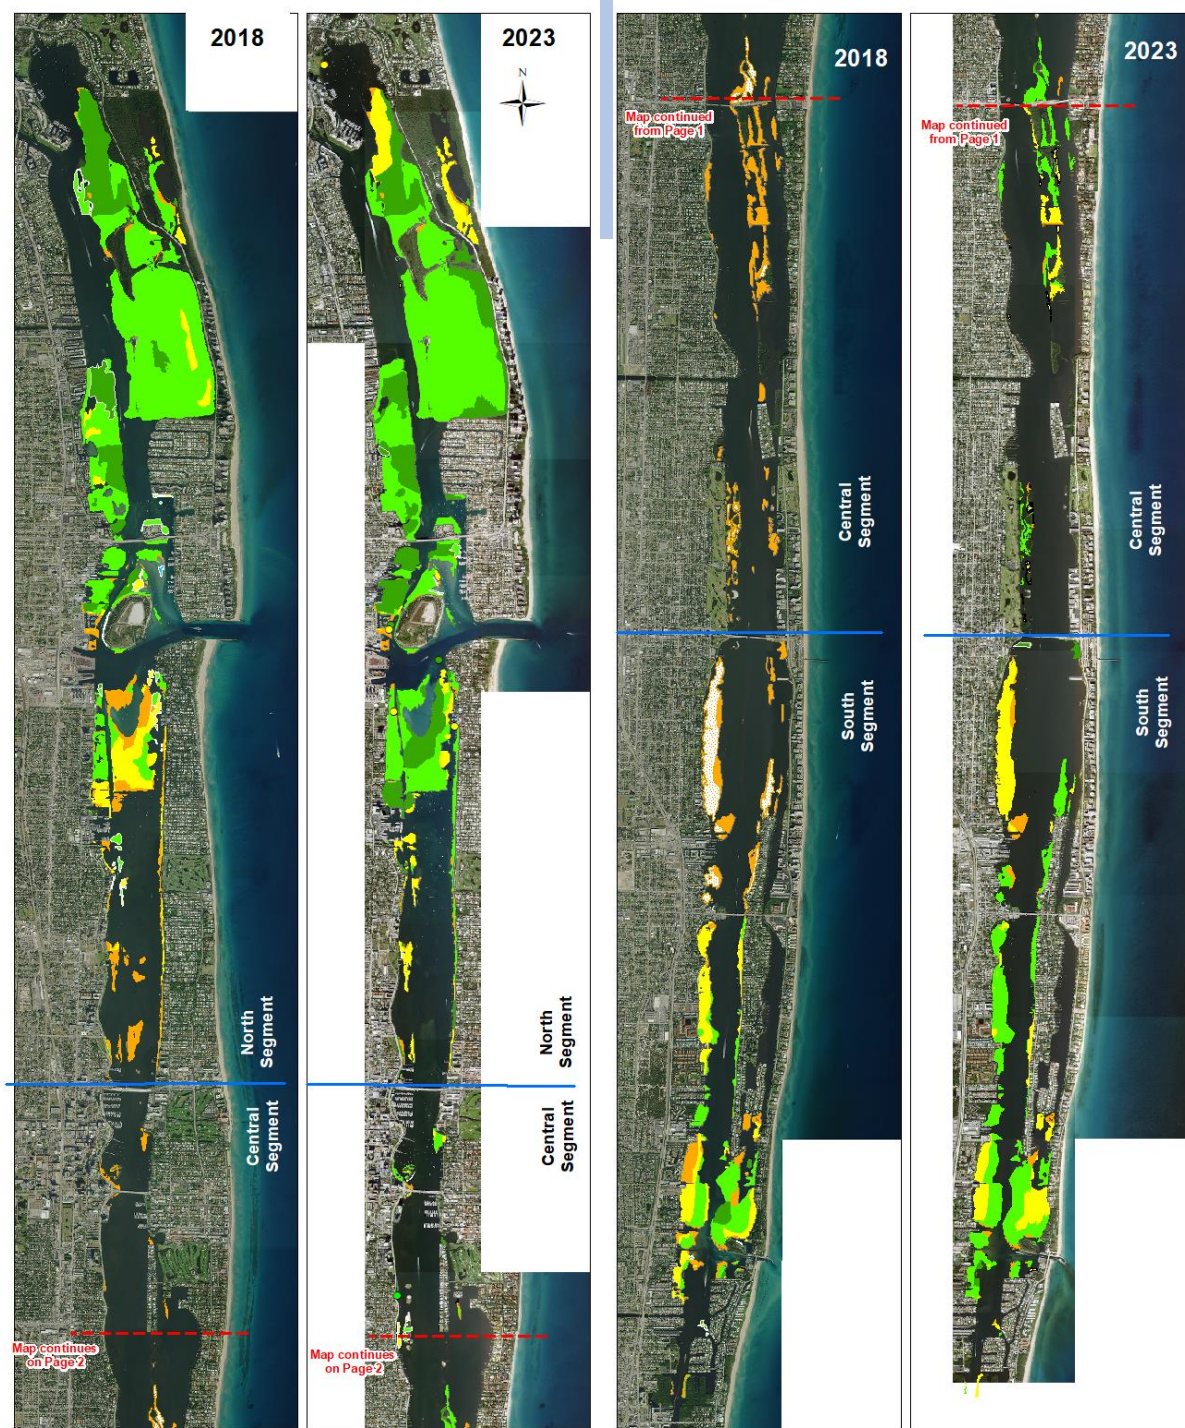 2018
2023
N
North
Segment
Central
Segment
North
Segment
Central
Segment
Map continues
on Page 2
Map continues
on Page 2
2018
2023
Map continued
from Page 1
Map continued
from Page 1
Central
Segment
South
Segment
Central
Segment
South
Segment